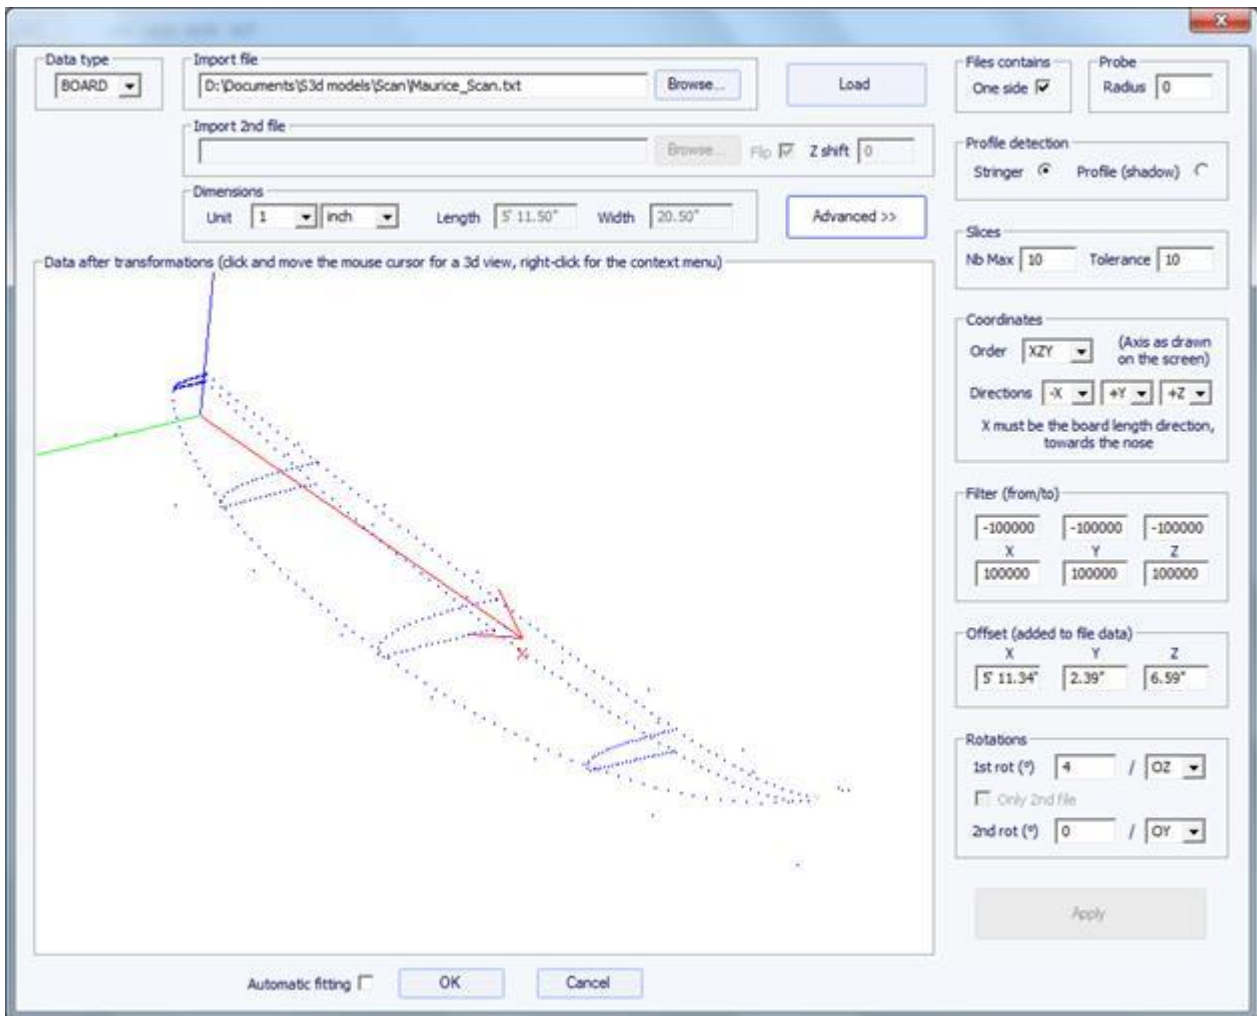 Data type
BOARD
Import file
D:\Documents\S3d models\Scan\Maurice_Scan.txt
Browse...
Load
Import 2nd file
Browse...
Flip
Z shift
0
Dimensions
Unit
1
inch
Length
5' 11.50"
Width
20.50"
Advanced >>
Data after transformations (click and move the mouse cursor for a 3d view, right-click for the context menu)
X
Automatic fitting
OK
Cancel
Files contains
One side
Probe
Radius
0
Profile detection
Stringer
Profile (shadow)
Slices
Nb Max
10
Tolerance
10
Coordinates
Order
XZY
(Axis as drawn
on the screen)
Directions
-X
+Y
+Z
X must be the board length direction,
towards the nose
Filter (from/to)
-100000 -100000 -100000
X Y Z
100000 100000 100000
Offset (added to file data)
X Y Z
5' 11.34" 2.39" 6.59"
Rotations
1st rot (°)
4
/
OZ
Only 2nd file
2nd rot (°)
0
/
OY
Apply